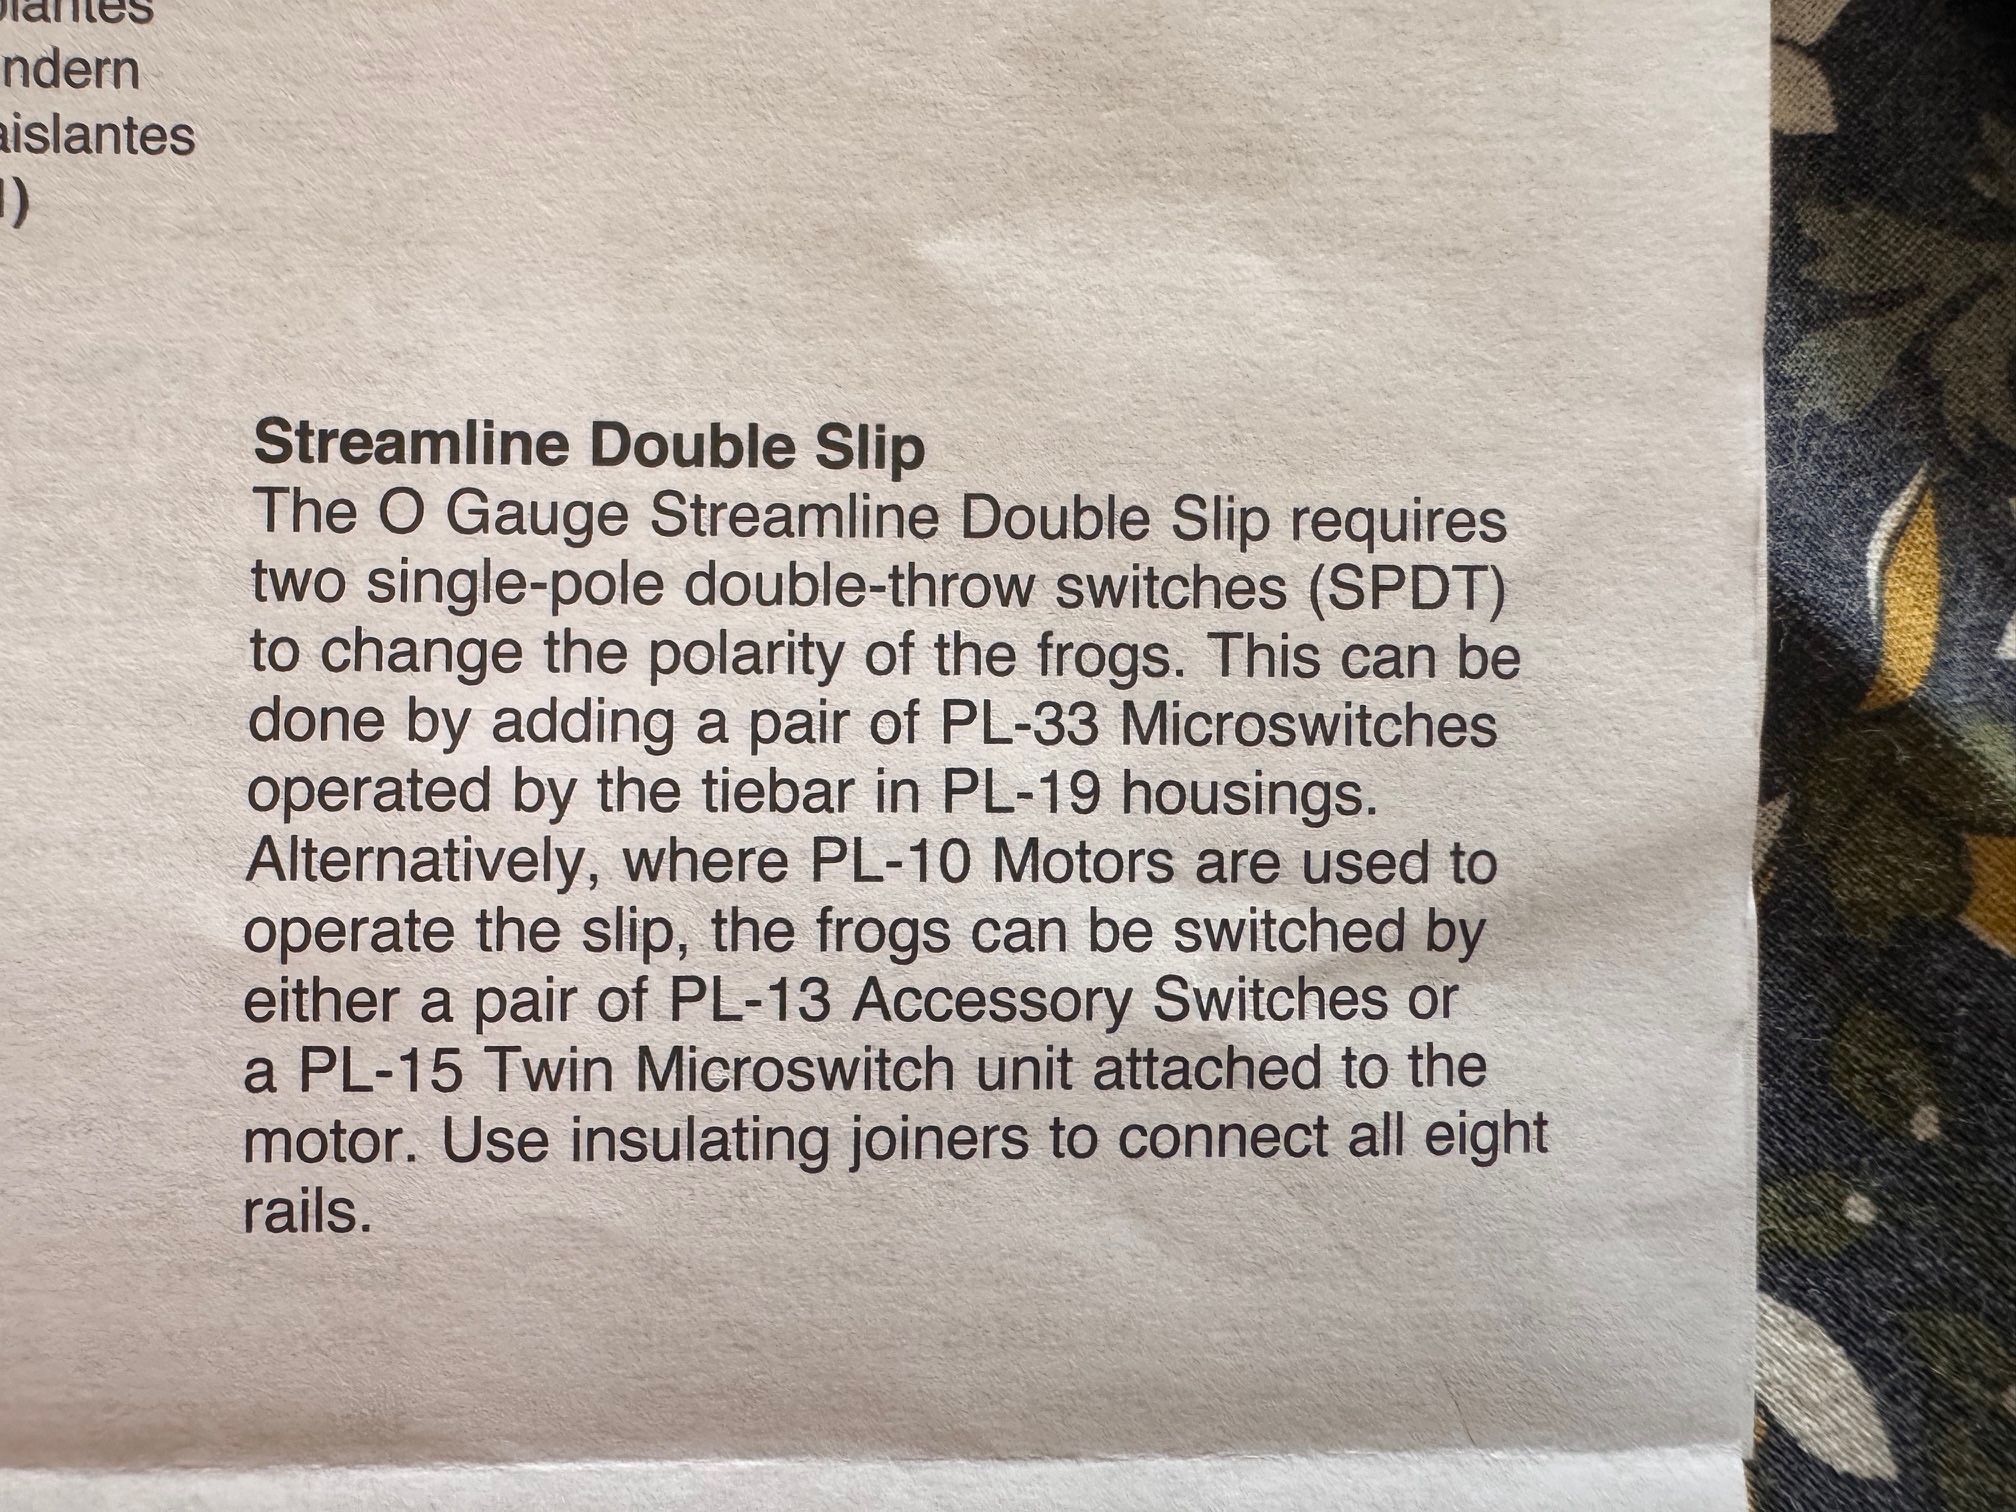 ndern
aislantes
Streamline Double Slip
The O Gauge Streamline Double Slip requires
two single-pole double-throw switches (SPDT)
to change the polarity of the frogs. This can be
done by adding a pair of PL-33 Microswitches
operated by the tiebar in PL-19 housings.
Alternatively, where PL-10 Motors are used to
operate the slip, the frogs can be switched by
either a pair of PL-13 Accessory Switches or
a PL-15 Twin Microswitch unit attached to the
motor. Use insulating joiners to connect all eight
rails.